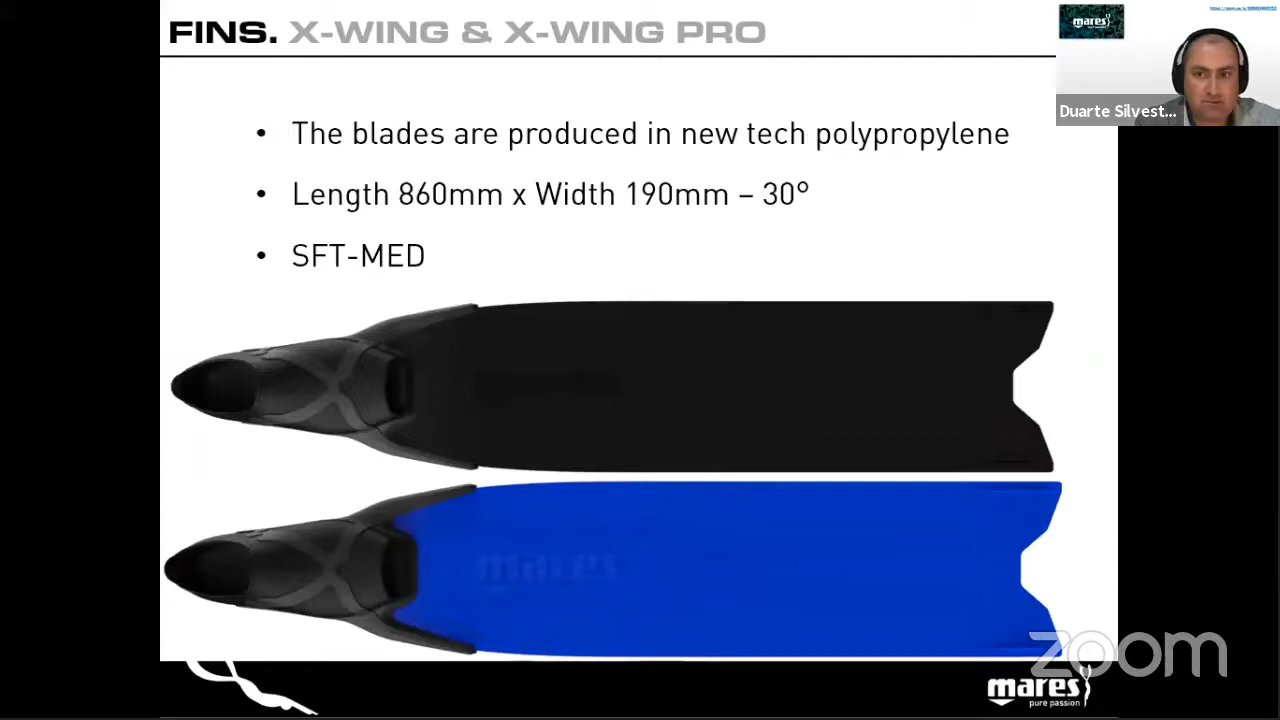 FINS. X-WING & X-WING PRO
mares
Duarte Silvest...
• The blades are produced in new tech polypropylene
• Length 860mm x Width 190mm – 30°
• SFT-MED
mares
zoom
mares
pure passion